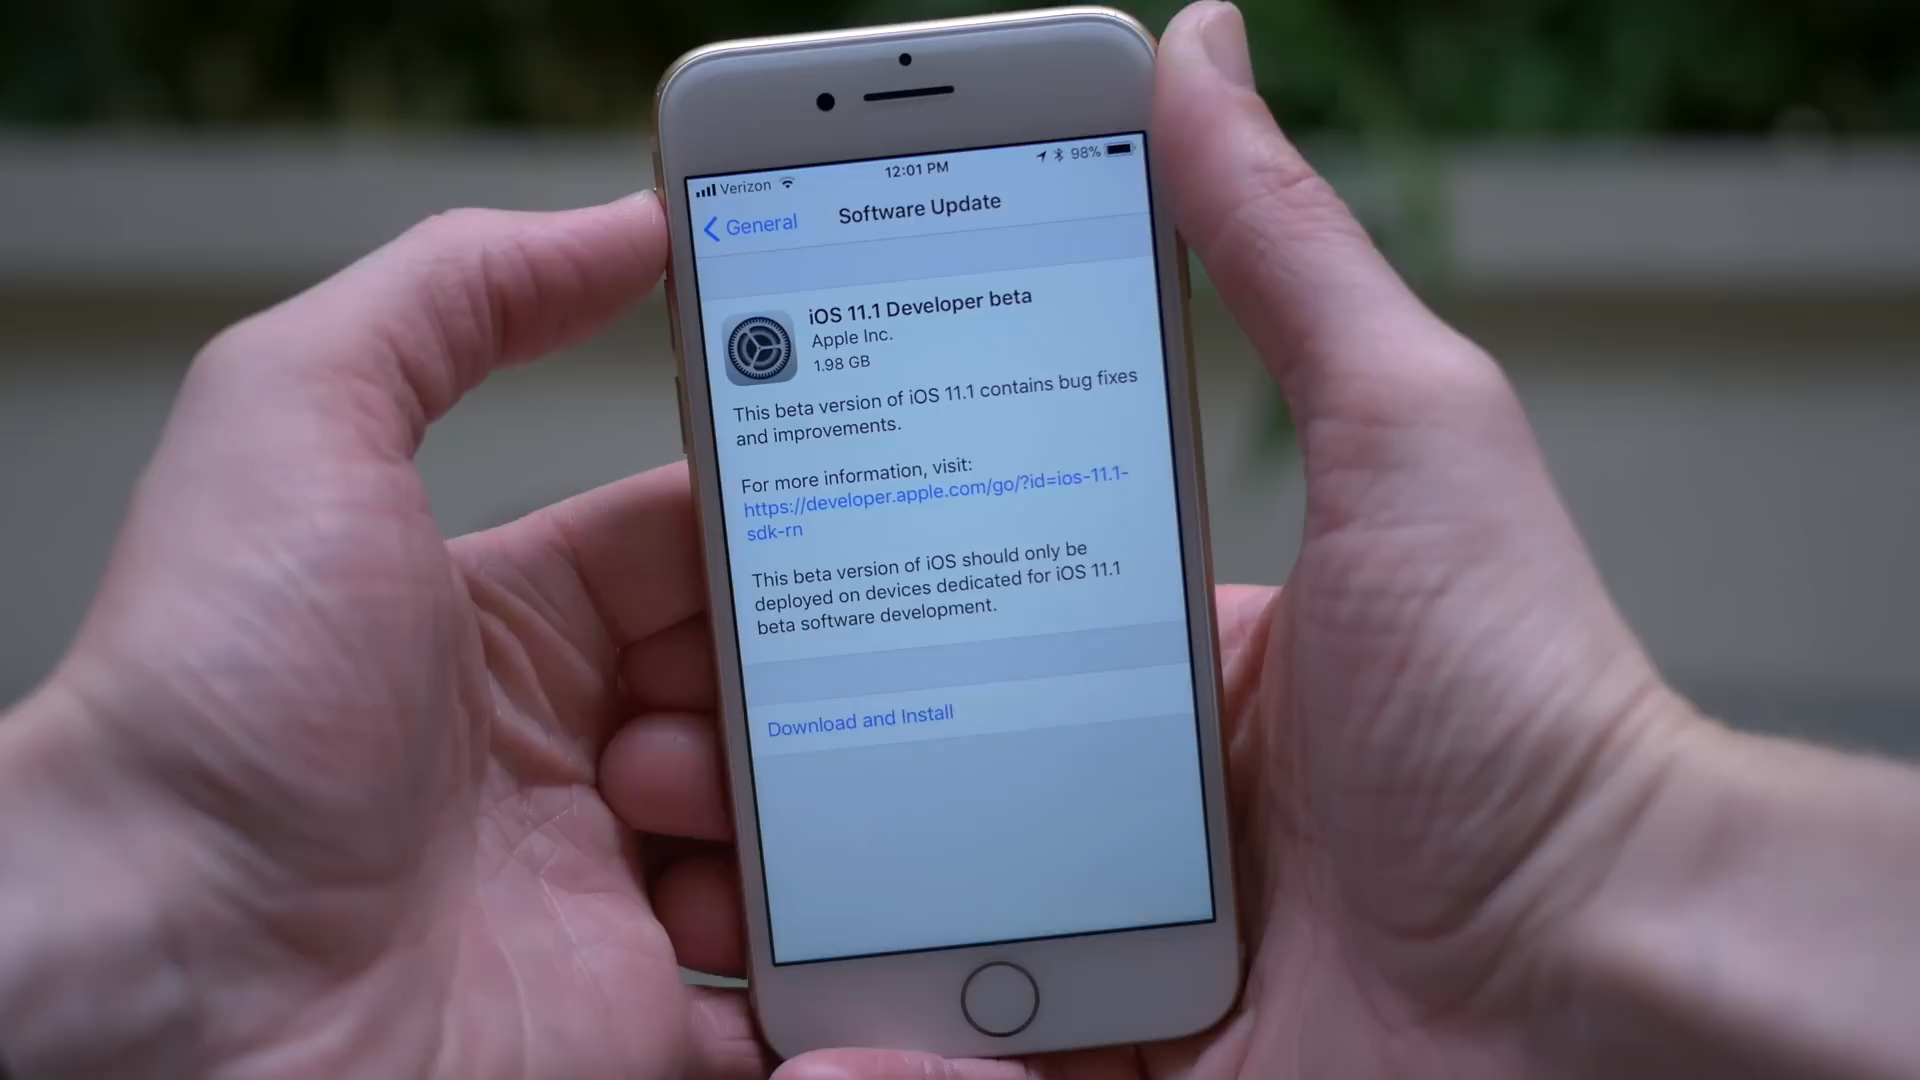 Verizon 12:01 PM 98%
General Software Update
iOS 11.1 Developer beta
Apple Inc.
1.98 GB
This beta version of iOS 11.1 contains bug fixes
and improvements.
For more information, visit:
https://developer.apple.com/go/?id=ios-11.1-
sdk-rn
This beta version of iOS should only be
deployed on devices dedicated for iOS 11.1
beta software development.
Download and Install